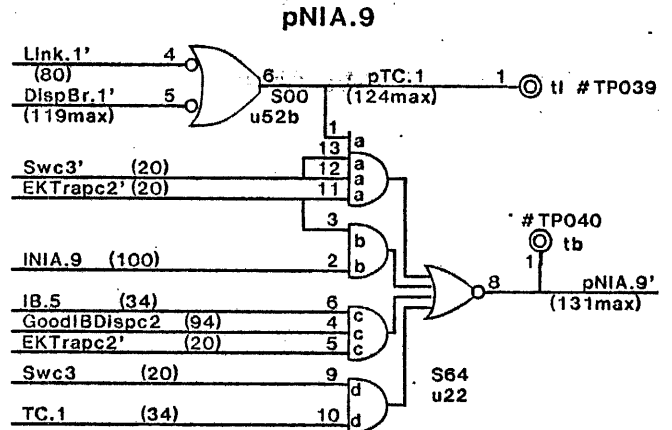 pNIA.9
Link.1' 4
(80)
DispBr.1' 5
(119max)
6 S00 pTC.1 1 tl #TP039
u52b (124max)
1 a
13 a
Swc3' (20) 12 a
EKTrapc2' (20) 11 a
3 b
INIA.9 (100) 2 b
#TP040
tb
1
8 pNIA.9'
(131max)
IB.5 (34) 6 c
GoodIBDispc2 (94) 4 c
EKTrapc2' (20) 5 c
Swc3 (20) 9 d
S64
u22
TC.1 (34) 10 d